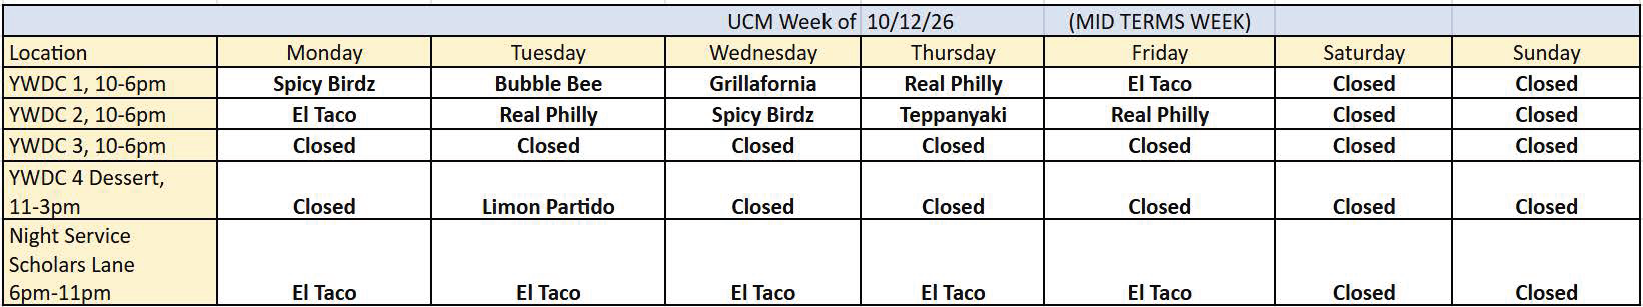 UCM Week of 10/12/26 (MID TERMS WEEK)
Location Monday Tuesday Wednesday Thursday Friday Saturday Sunday
YWDC 1, 10-6pm Spicy Birdz Bubble Bee Grillafornia Real Philly El Taco Closed Closed
YWDC 2, 10-6pm El Taco Real Philly Spicy Birdz Teppanyaki Real Philly Closed Closed
YWDC 3, 10-6pm Closed Closed Closed Closed Closed Closed Closed
YWDC 4 Dessert,
11-3pm Closed Limon Partido Closed Closed Closed Closed Closed
Night Service
Scholars Lane
6pm-11pm El Taco El Taco El Taco El Taco El Taco Closed Closed